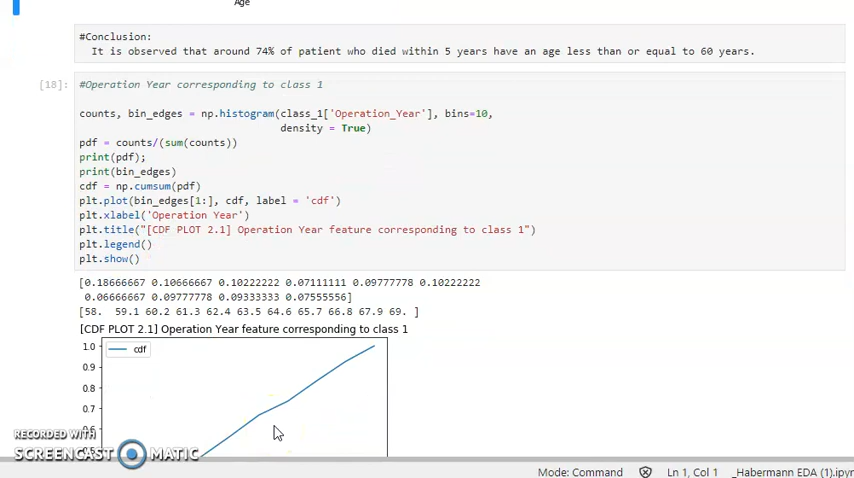 Age
#Conclusion:
It is observed that around 74% of patient who died within 5 years have an age less than or equal to 60 years.
[18]: #Operation Year corresponding to class 1
counts, bin_edges = np.histogram(class_1['Operation_Year'], bins=10,
density = True)
pdf = counts/(sum(counts))
print(pdf);
print(bin_edges)
cdf = np.cumsum(pdf)
plt.plot(bin_edges[1:], cdf, label = 'cdf')
plt.xlabel('Operation Year')
plt.title("[CDF PLOT 2.1] Operation Year feature corresponding to class 1")
plt.legend()
plt.show()
[0.18666667 0.10666667 0.10222222 0.07111111 0.09777778 0.10222222
0.06666667 0.09777778 0.09333333 0.07555556]
[58. 59.1 60.2 61.3 62.4 63.5 64.6 65.7 66.8 67.9 69. ]
[CDF PLOT 2.1] Operation Year feature corresponding to class 1
1.0
cdf
0.9
0.8
0.7
0.6
RECORDED WITH
SCREENCAST MATIC
Mode: Command Ln 1, Col 1 _Habermann EDA (1).ipyr